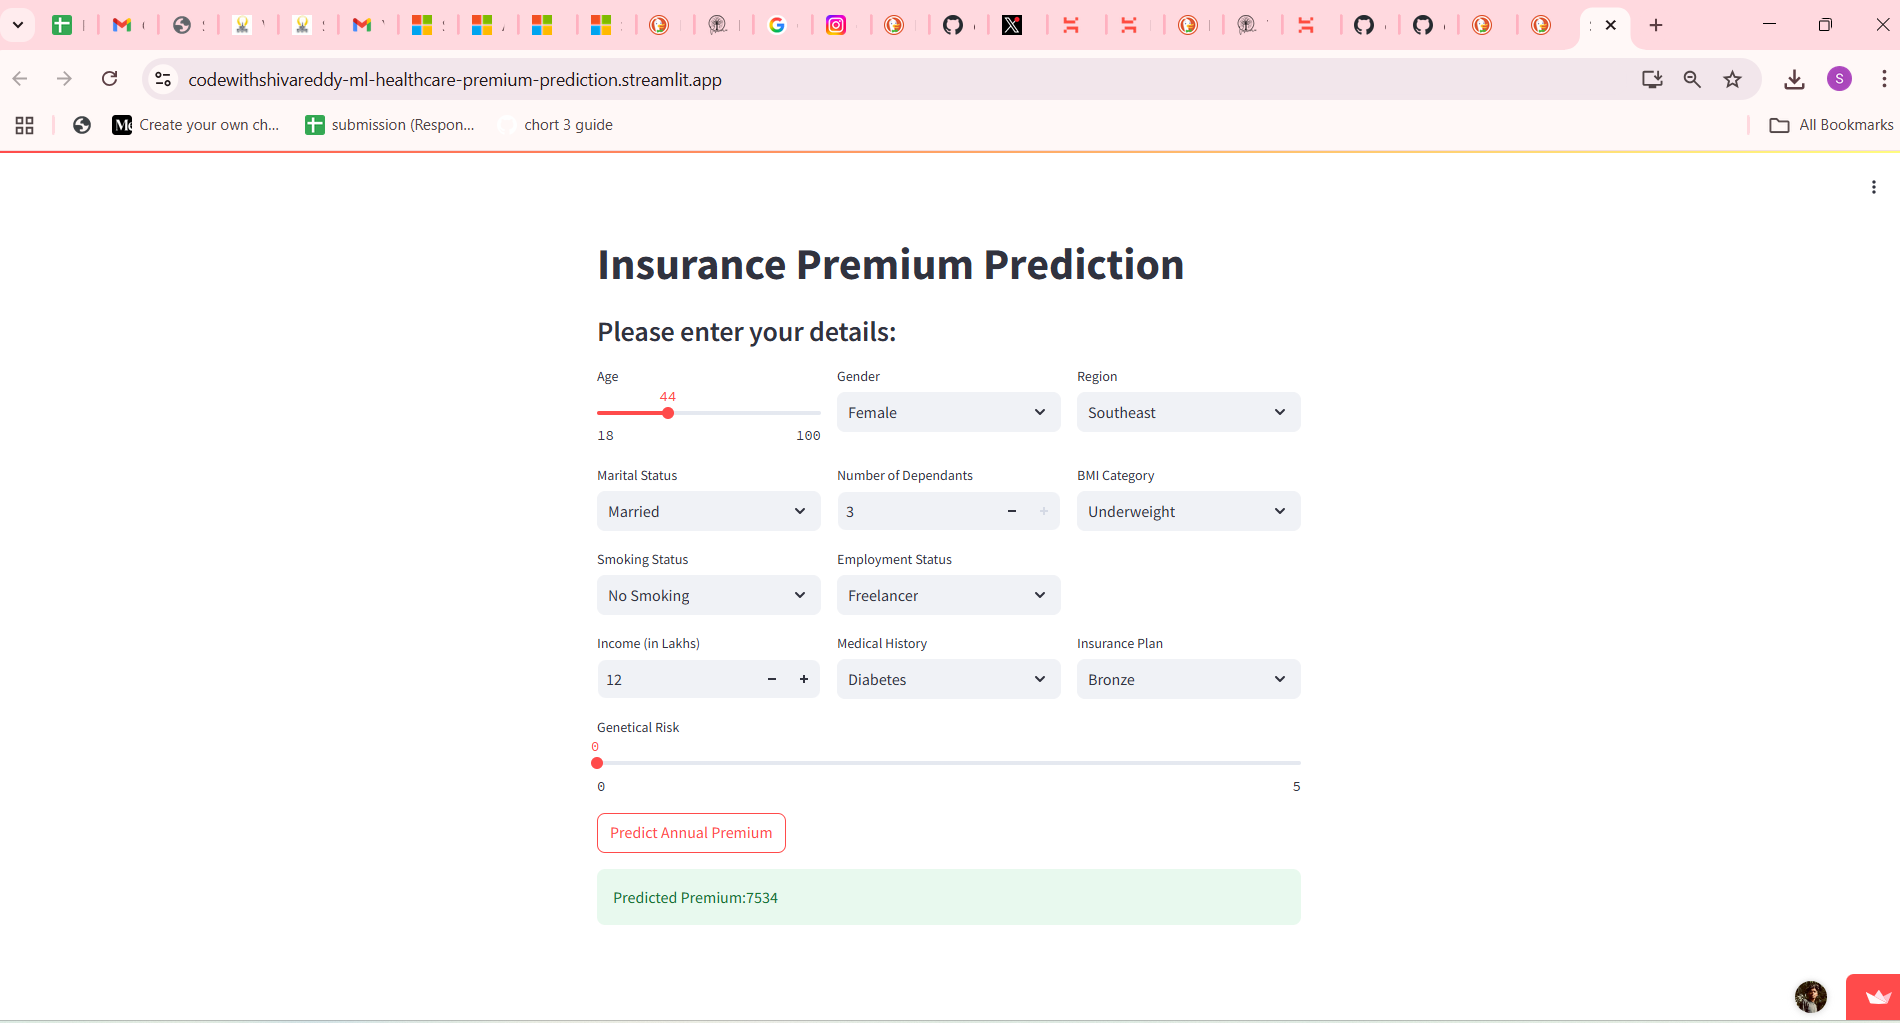 codewithshivareddy-ml-healthcare-premium-prediction.streamlit.app
S
Create your own ch...
submission (Respon...
chort 3 guide
All Bookmarks
Insurance Premium Prediction
Please enter your details:
Age
Gender
Region
44
Female
Southeast
18
100
Marital Status
Number of Dependants
BMI Category
Married
3
Underweight
Smoking Status
Employment Status
No Smoking
Freelancer
Income (in Lakhs)
Medical History
Insurance Plan
12
Diabetes
Bronze
Genetical Risk
0
0
5
Predict Annual Premium
Predicted Premium:7534